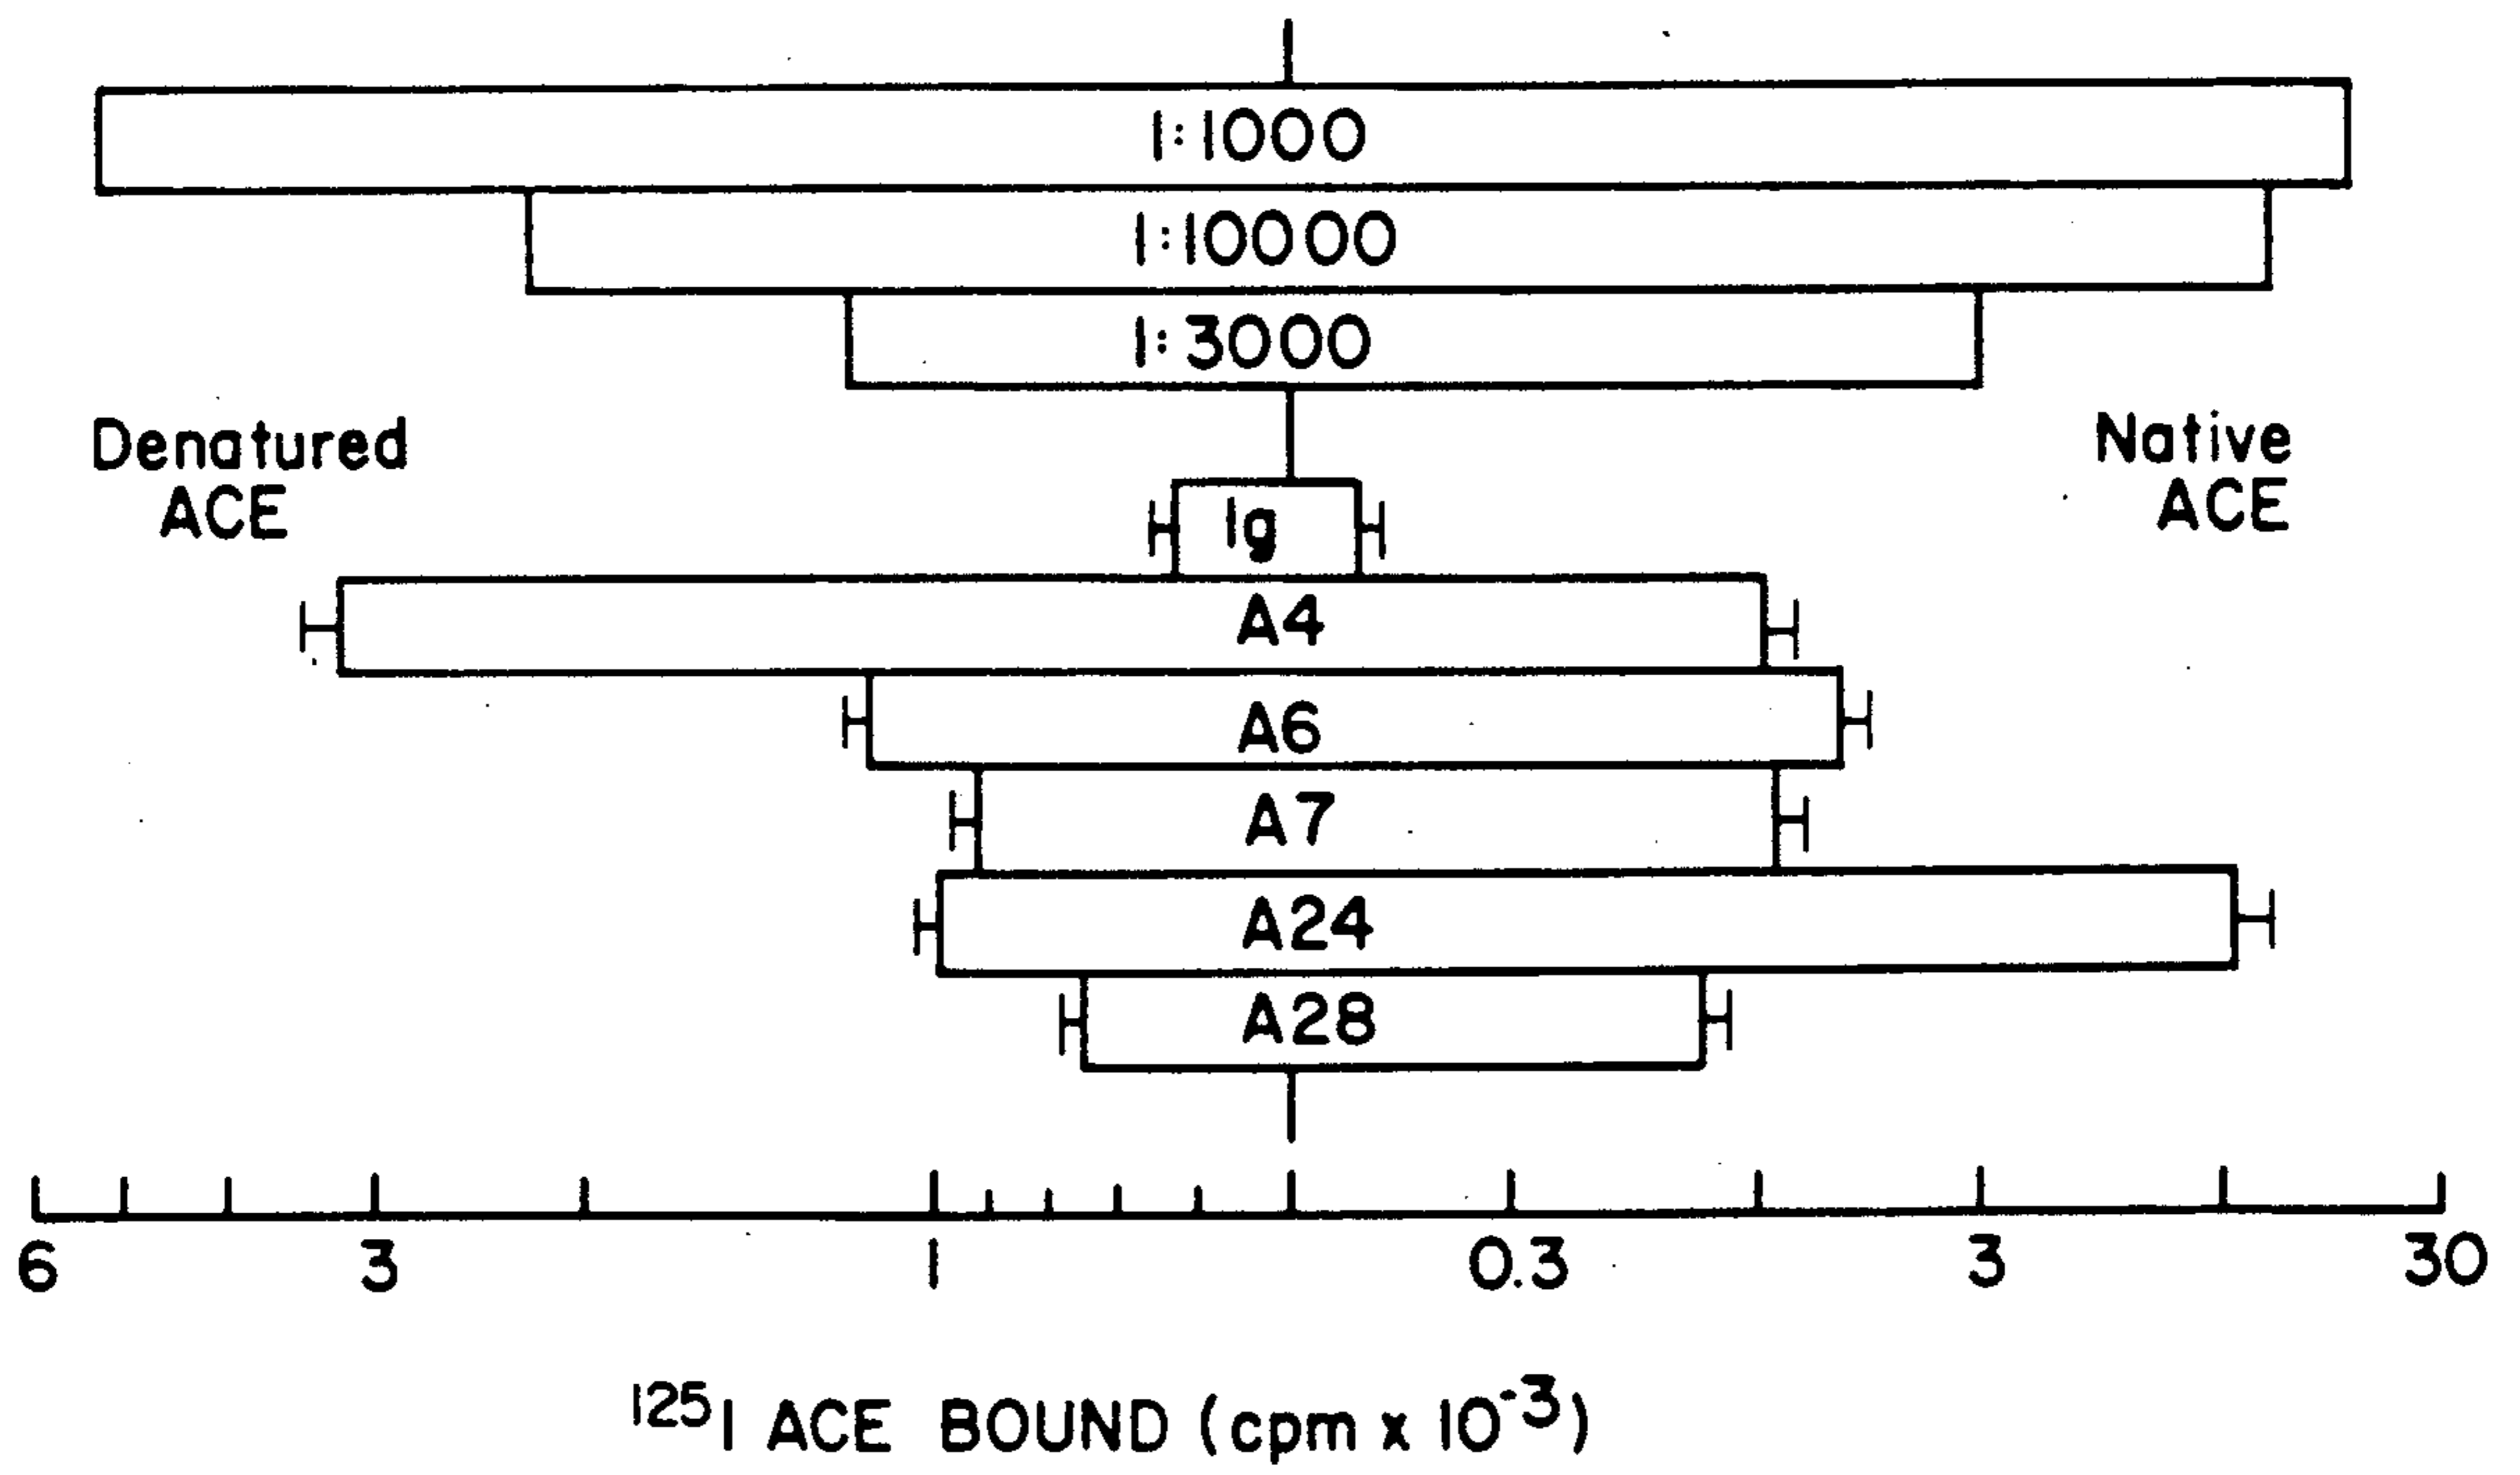 1:1000
1:10000
1:3000
Denatured
ACE
Native
ACE
Ig
A4
A6
A7
A24
A28
6 3 1 0.3 3 30
¹²⁵I ACE BOUND (cpm x 10⁻³)